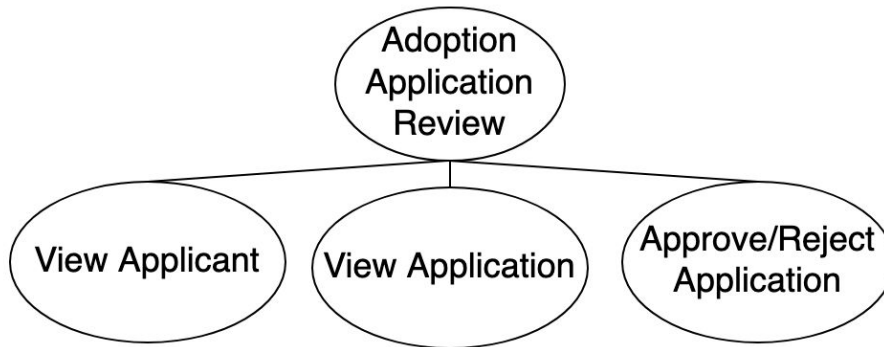 Adoption
Application
Review
View Applicant
View Application
Approve/Reject
Application